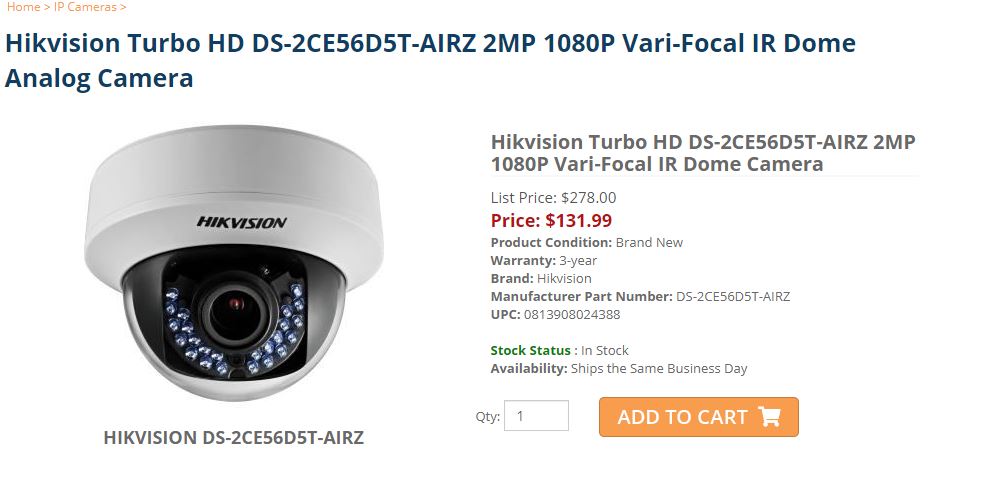 Home > IP Cameras >
Hikvision Turbo HD DS-2CE56D5T-AIRZ 2MP 1080P Vari-Focal IR Dome
Analog Camera
HIKVISION
HIKVISION DS-2CE56D5T-AIRZ
Hikvision Turbo HD DS-2CE56D5T-AIRZ 2MP
1080P Vari-Focal IR Dome Camera
List Price: $278.00
Price: $131.99
Product Condition: Brand New
Warranty: 3-year
Brand: Hikvision
Manufacturer Part Number: DS-2CE56D5T-AIRZ
UPC: 0813908024388
Stock Status : In Stock
Availability: Ships the Same Business Day
Qty: 1
ADD TO CART